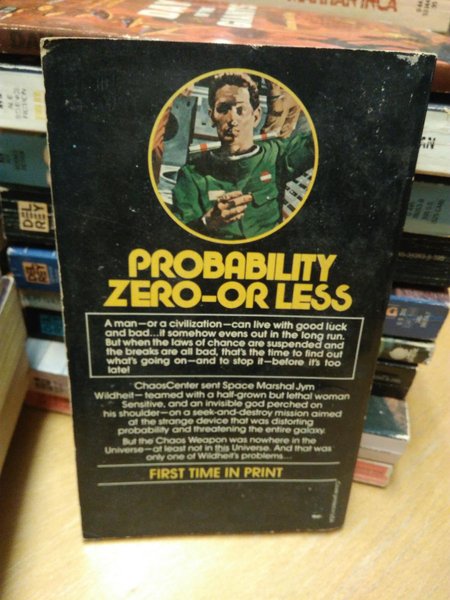 PROBABILITY
ZERO–OR LESS
A man—or a civilization—can live with good luck
and bad...it somehow evens out in the long run.
But when the laws of chance are suspended and
the breaks are all bad, that's the time to find out
what's going on—and to stop it—before it's too
late!
ChaosCenter sent Space Marshal Jym
Wildheit—teamed with a half-grown but lethal woman
Sensitive, and an invisible god perched on
his shoulder—on a seek-and-destroy mission aimed
at the strange device that was distorting
probability and threatening the entire galaxy.
But the Chaos Weapon was nowhere in the
Universe—at least not in this Universe. And that was
only one of Wildheit's problems...
FIRST TIME IN PRINT
DEL
REY
DEL
REY
INCA